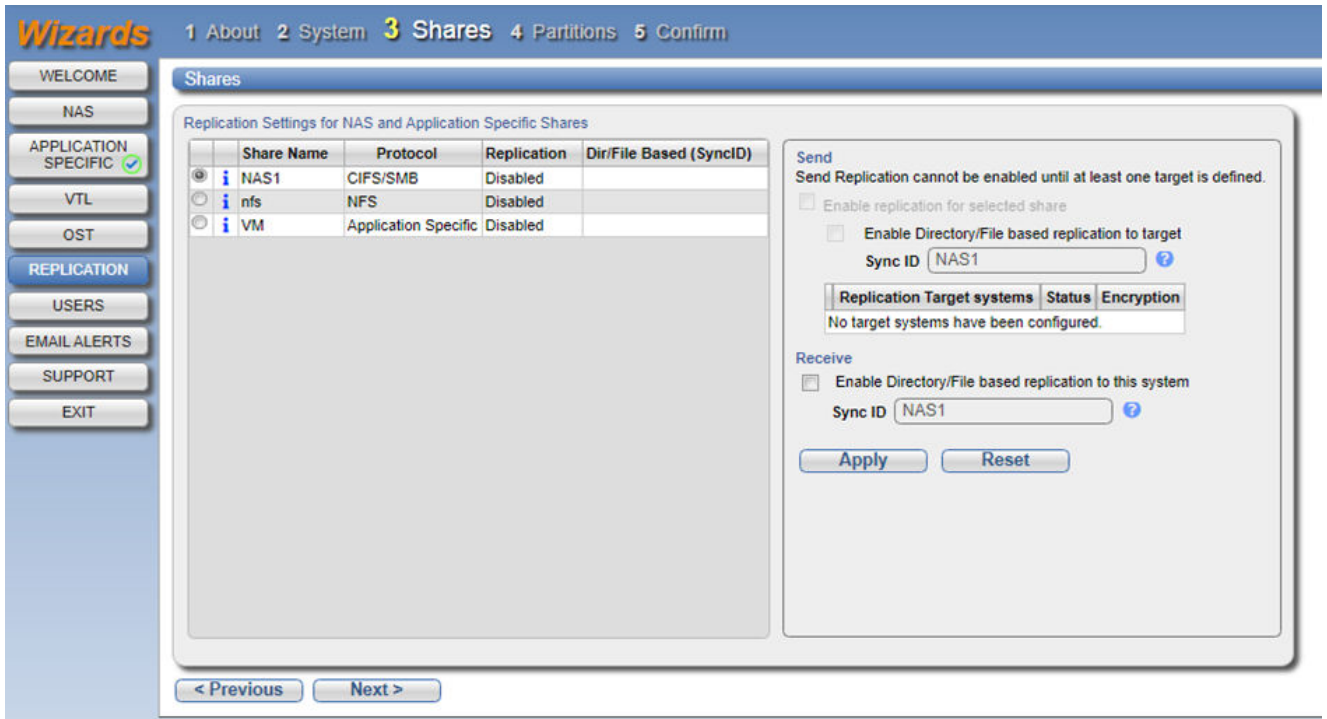 Wizards
1 About 2 System 3 Shares 4 Partitions 5 Confirm
WELCOME
NAS
APPLICATION
SPECIFIC
VTL
OST
REPLICATION
USERS
EMAIL ALERTS
SUPPORT
EXIT
Shares
Replication Settings for NAS and Application Specific Shares
Share Name Protocol Replication Dir/File Based (SyncID)
i NAS1 CIFS/SMB Disabled
i nfs NFS Disabled
i VM Application Specific Disabled
Send
Send Replication cannot be enabled until at least one target is defined.
Enable replication for selected share
Enable Directory/File based replication to target
Sync ID NAS1 ?
Replication Target systems Status Encryption
No target systems have been configured.
Receive
Enable Directory/File based replication to this system
Sync ID NAS1 ?
Apply Reset
< Previous Next >